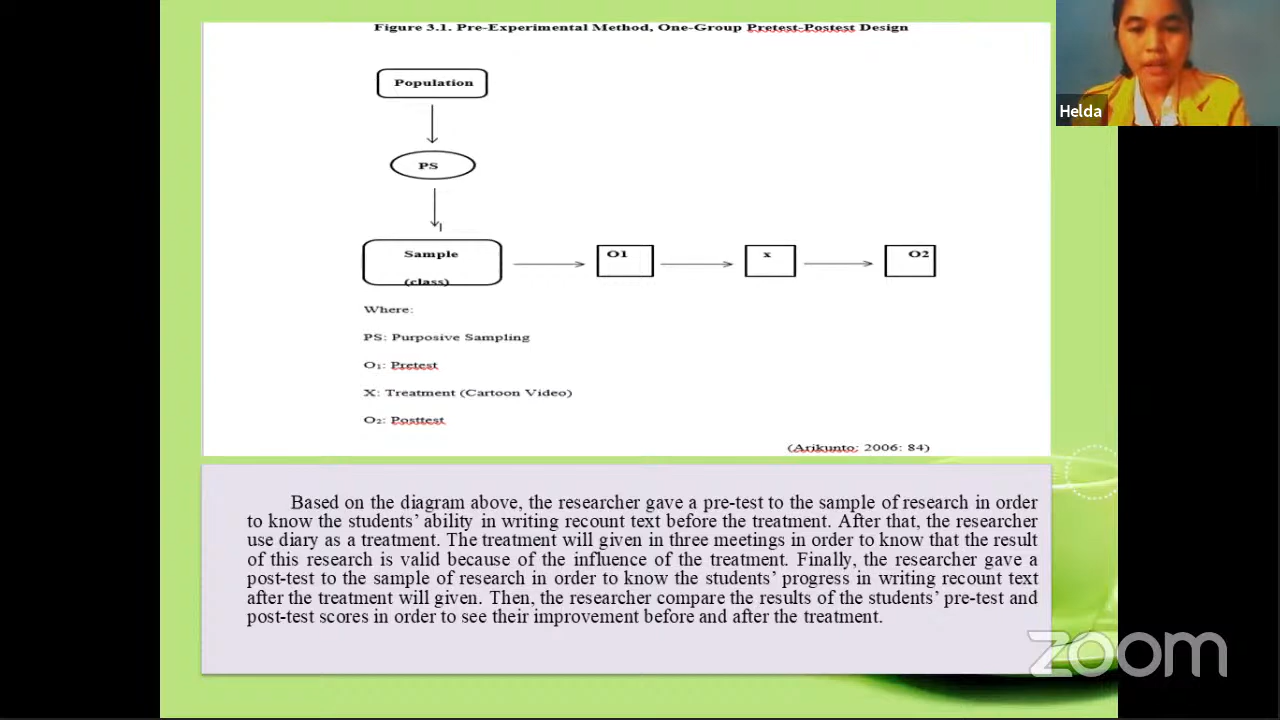 Figure 3.1. Pre-Experimental Method, One-Group Pretest-Postest Design
Population
PS
Sample
(class)
O1
x
O2
Where:
PS: Purposive Sampling
O₁: Pretest
X: Treatment (Cartoon Video)
O₂: Posttest
(Arikunto: 2006: 84)
Based on the diagram above, the researcher gave a pre-test to the sample of research in order
to know the students’ ability in writing recount text before the treatment. After that, the researcher
use diary as a treatment. The treatment will given in three meetings in order to know that the result
of this research is valid because of the influence of the treatment. Finally, the researcher gave a
post-test to the sample of research in order to know the students’ progress in writing recount text
after the treatment will given. Then, the researcher compare the results of the students’ pre-test and
post-test scores in order to see their improvement before and after the treatment.
Helda
zoom